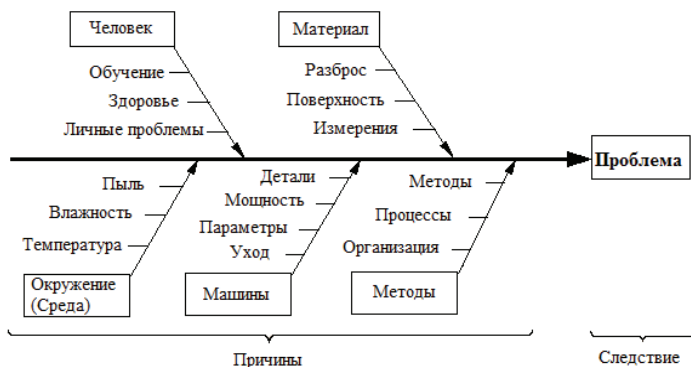 Человек
Материал
Обучение
Здоровье
Личные проблемы
Разброс
Поверхность
Измерения
Проблема
Пыль
Влажность
Температура
Окружение
(Среда)
Детали
Мощность
Параметры
Уход
Машины
Методы
Процессы
Организация
Методы
Причины
Следствие